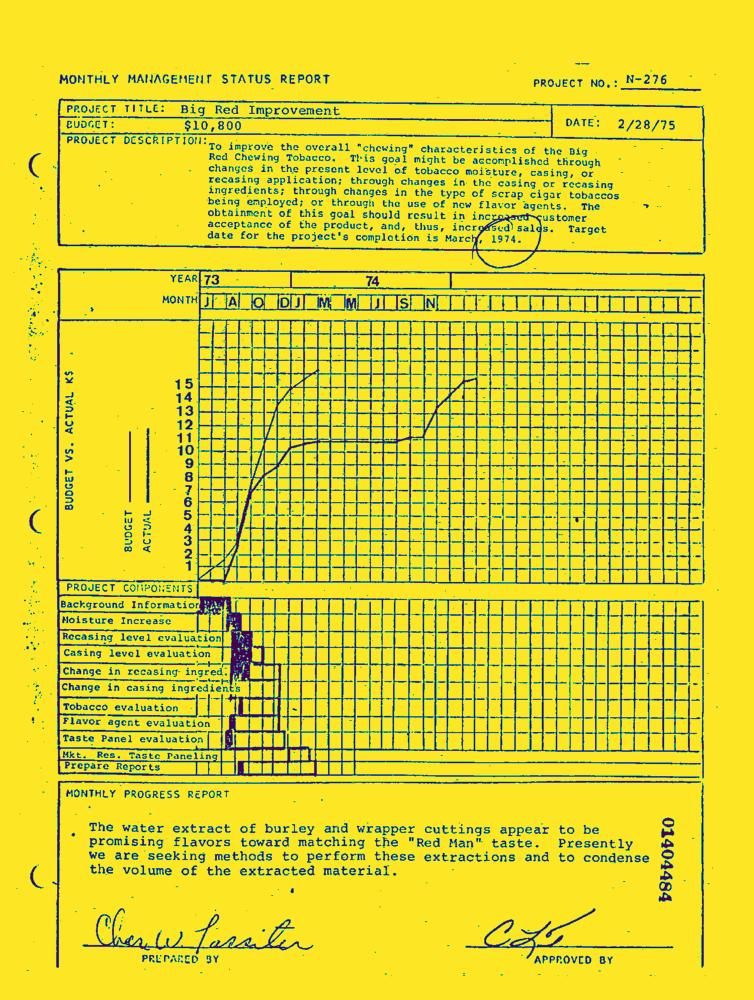 MONTHLY MANAGEMENT STATUS REPORT
PROJECT NO.: N-276
PROJECT TITLE: Big Red Improvement
BUDGET: $10,800
DATE: 2/28/75
PROJECT DESCRIPTION: To improve the overall "chewing" characteristics of the Big
Red Chewing Tobacco. This goal might be accomplished through
changes in the present level of tobacco moisture, casing, or
recasing application; through changes in the casing or recasing
ingredients; through changes in the type of scrap cigar tobaccos
being employed; or through the use of new flavor agents. The
obtainment of this goal should result in increased customer
acceptance of the product, and, thus, increased sales. Target
date for the project's completion is March, 1974.
YEAR 73 74
MONTH J A O D J M M J S N
BUDGET VS. ACTUAL KS
BUDGET
ACTUAL
15
14
13
12
11
10
9
8
7
6
5
4
3
2
1
PROJECT COMPONENTS
Background Information
Moisture Increase
Recasing level evaluation
Casing level evaluation
Change in recasing ingred.
Change in casing ingredients
Tobacco evaluation
Flavor agent evaluation
Taste Panel evaluation
Mkt. Res. Taste Paneling
Prepare Reports
MONTHLY PROGRESS REPORT
The water extract of burley and wrapper cuttings appear to be
promising flavors toward matching the "Red Man" taste. Presently
we are seeking methods to perform these extractions and to condense
the volume of the extracted material.
01404484
Chas W. Lassiter
PREPARED BY
APPROVED BY